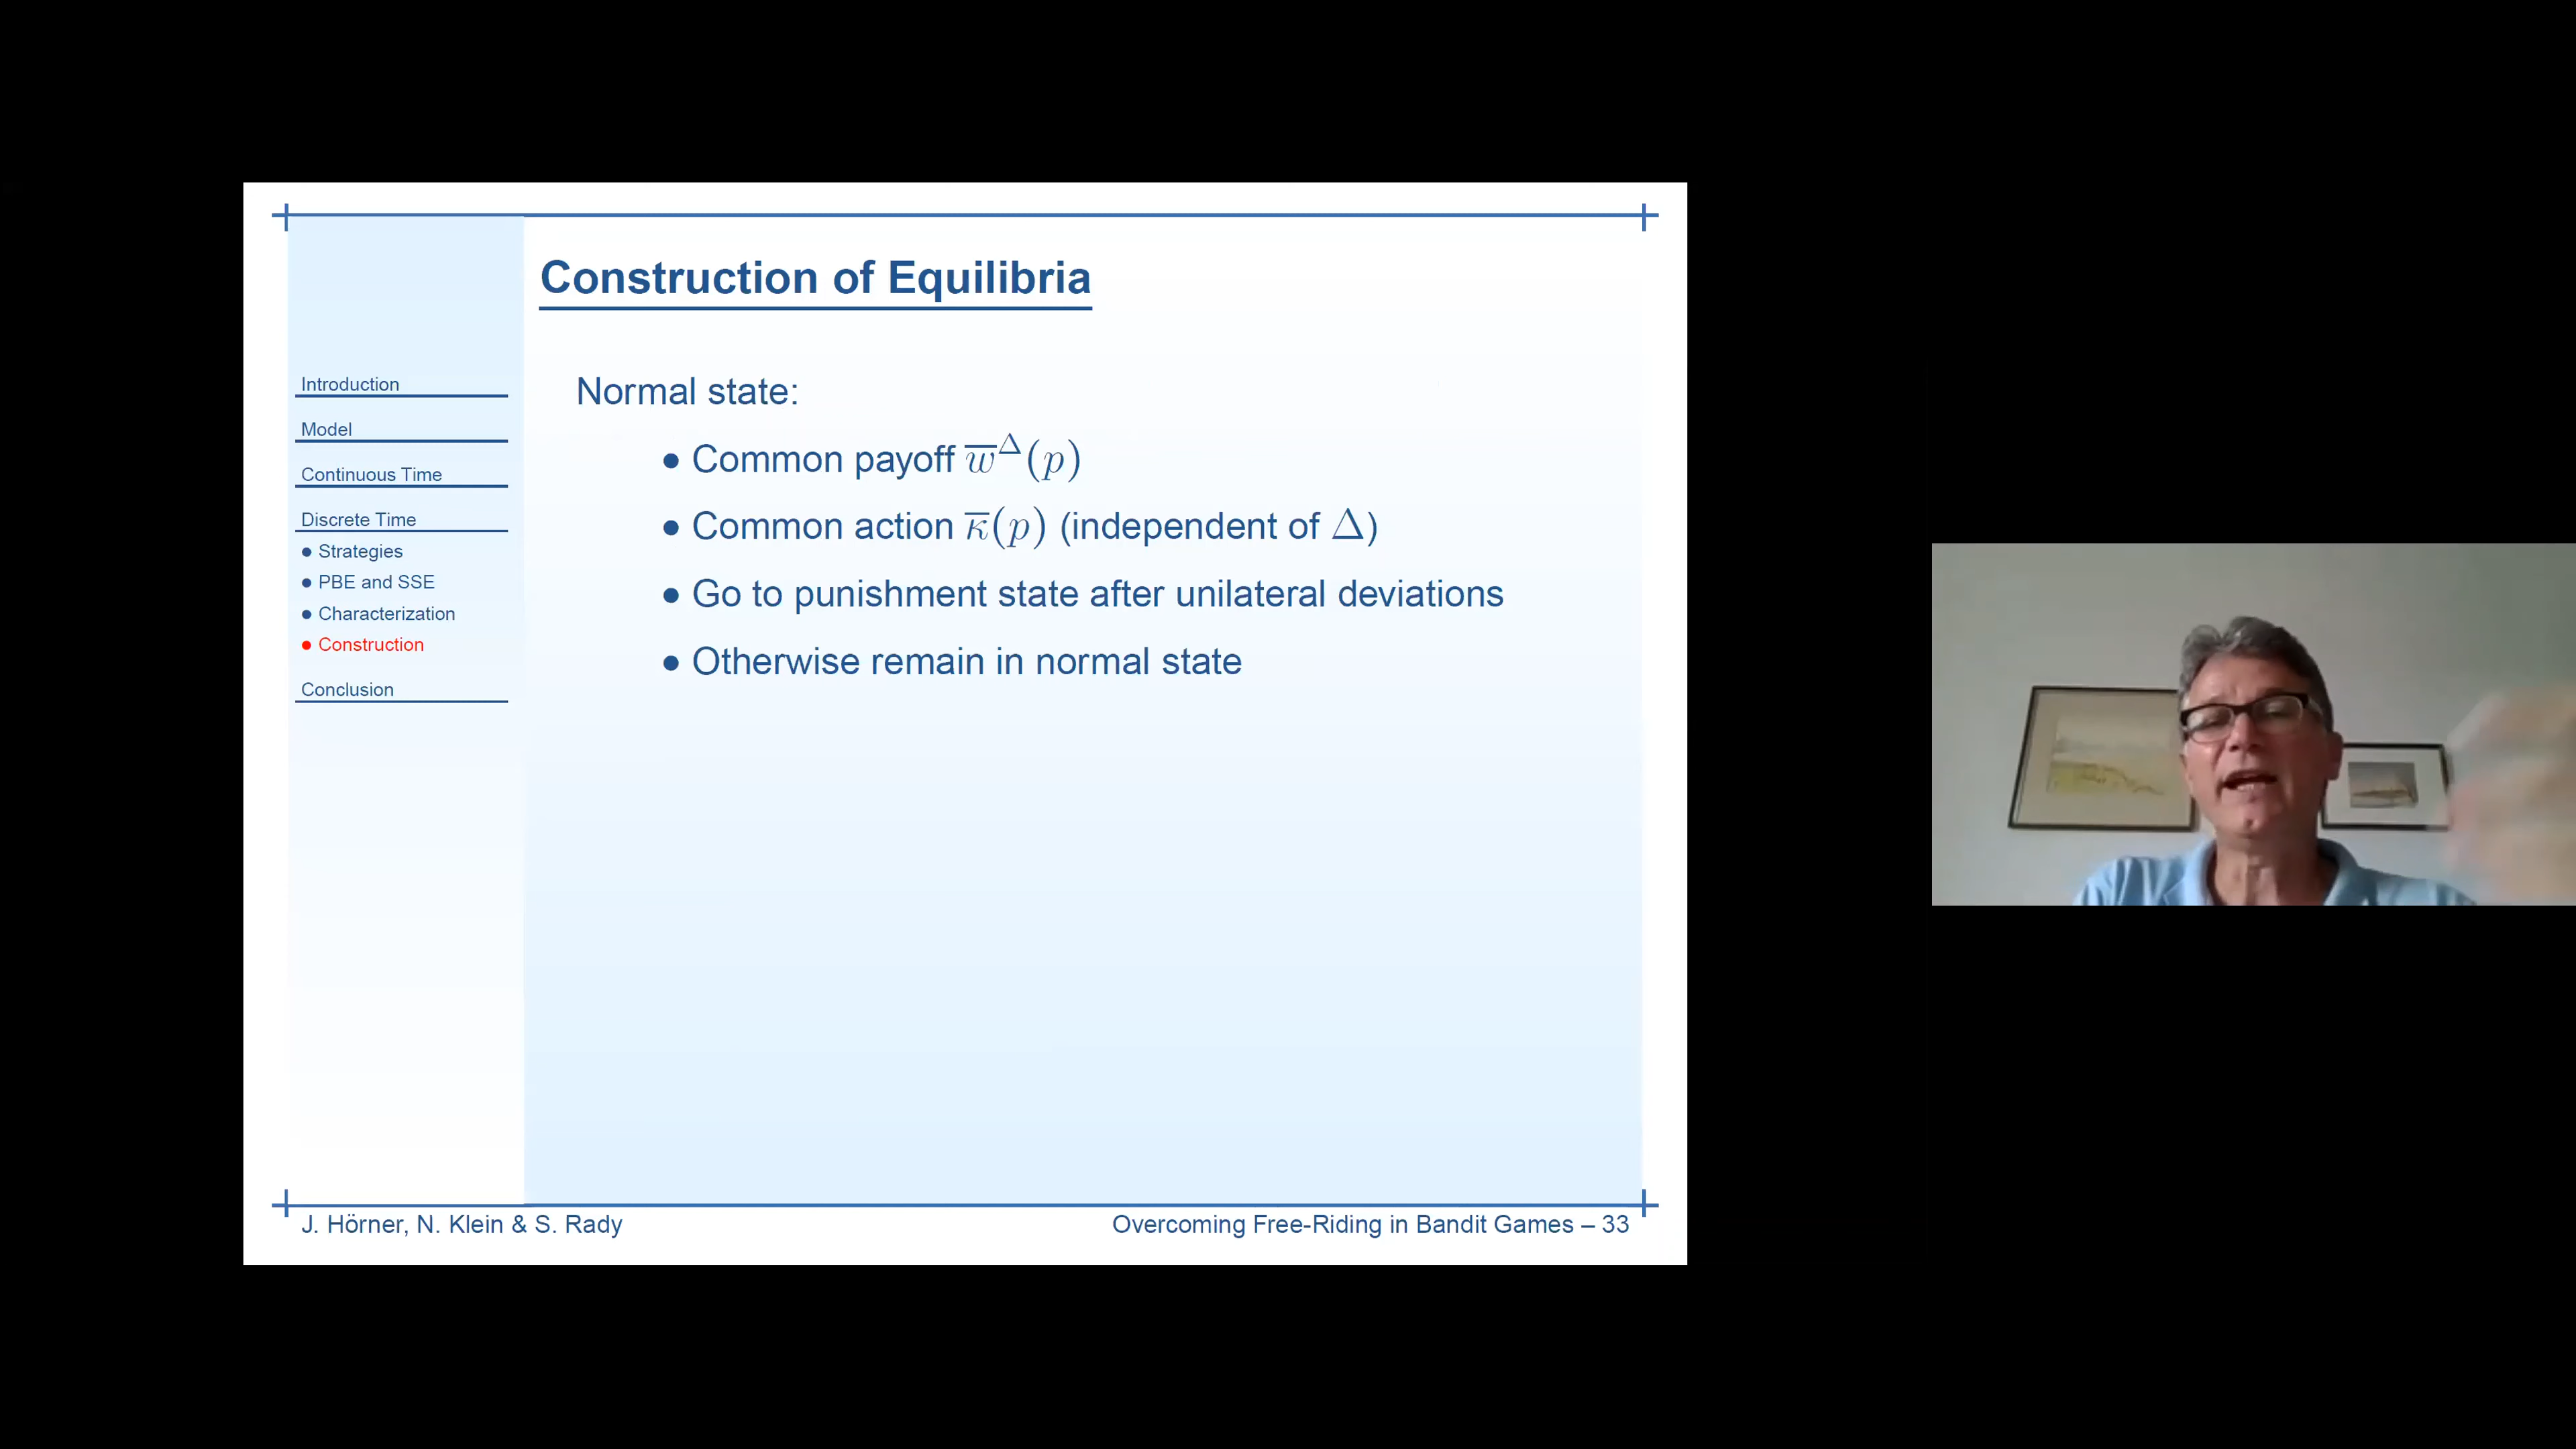 Construction of Equilibria
Introduction
Model
Continuous Time
Discrete Time
● Strategies
● PBE and SSE
● Characterization
● Construction
Conclusion
Normal state:
● Common payoff w̅^Δ(p)
● Common action κ̅(p) (independent of Δ)
● Go to punishment state after unilateral deviations
● Otherwise remain in normal state
J. Hörner, N. Klein & S. Rady
Overcoming Free-Riding in Bandit Games – 33